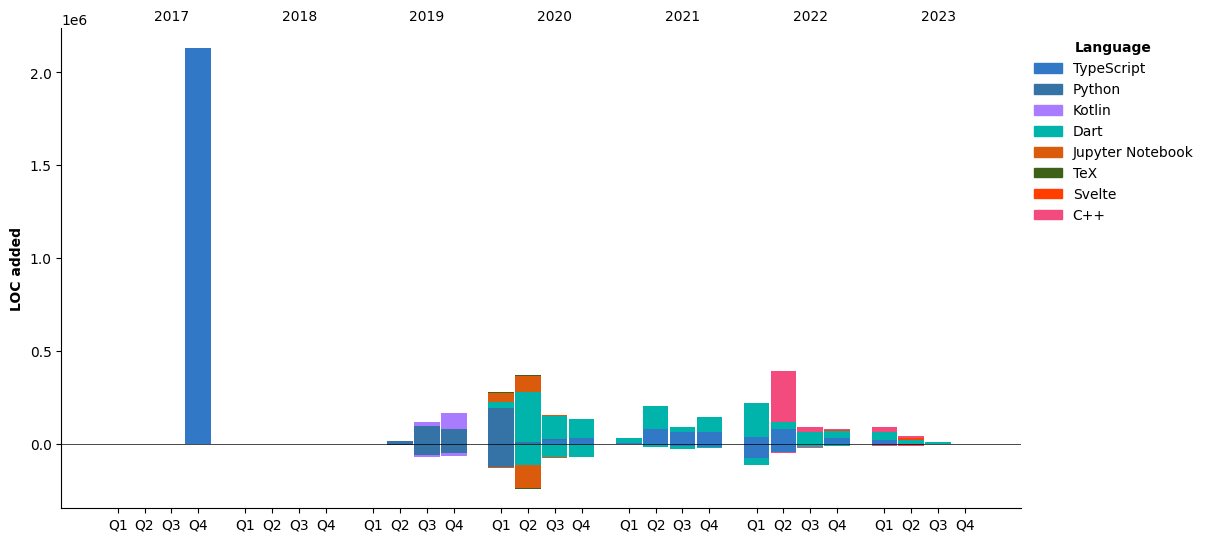 1e6
2017 2018 2019 2020 2021 2022 2023
2.0
1.5
1.0
0.5
0.0
LOC added
Q1 Q2 Q3 Q4 Q1 Q2 Q3 Q4 Q1 Q2 Q3 Q4 Q1 Q2 Q3 Q4 Q1 Q2 Q3 Q4 Q1 Q2 Q3 Q4 Q1 Q2 Q3 Q4
Language
TypeScript
Python
Kotlin
Dart
Jupyter Notebook
TeX
Svelte
C++